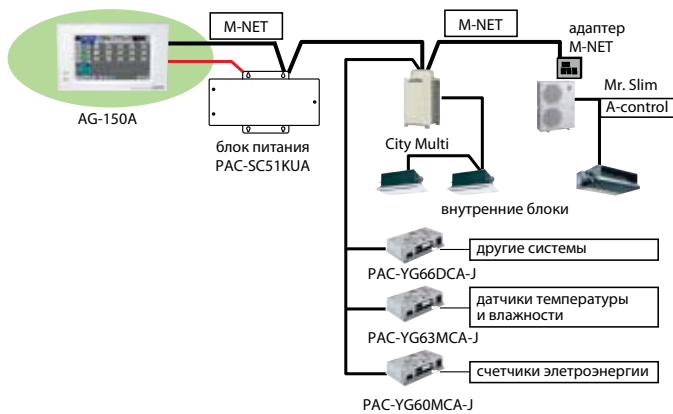 M-NET
M-NET
адаптер
M-NET
AG-150A
блок питания
PAC-SC51KUA
City Multi
Mr. Slim
A-control
внутренние блоки
другие системы
PAC-YG66DCA-J
датчики температуры
и влажности
PAC-YG63MCA-J
счетчики элетроэнергии
PAC-YG60MCA-J